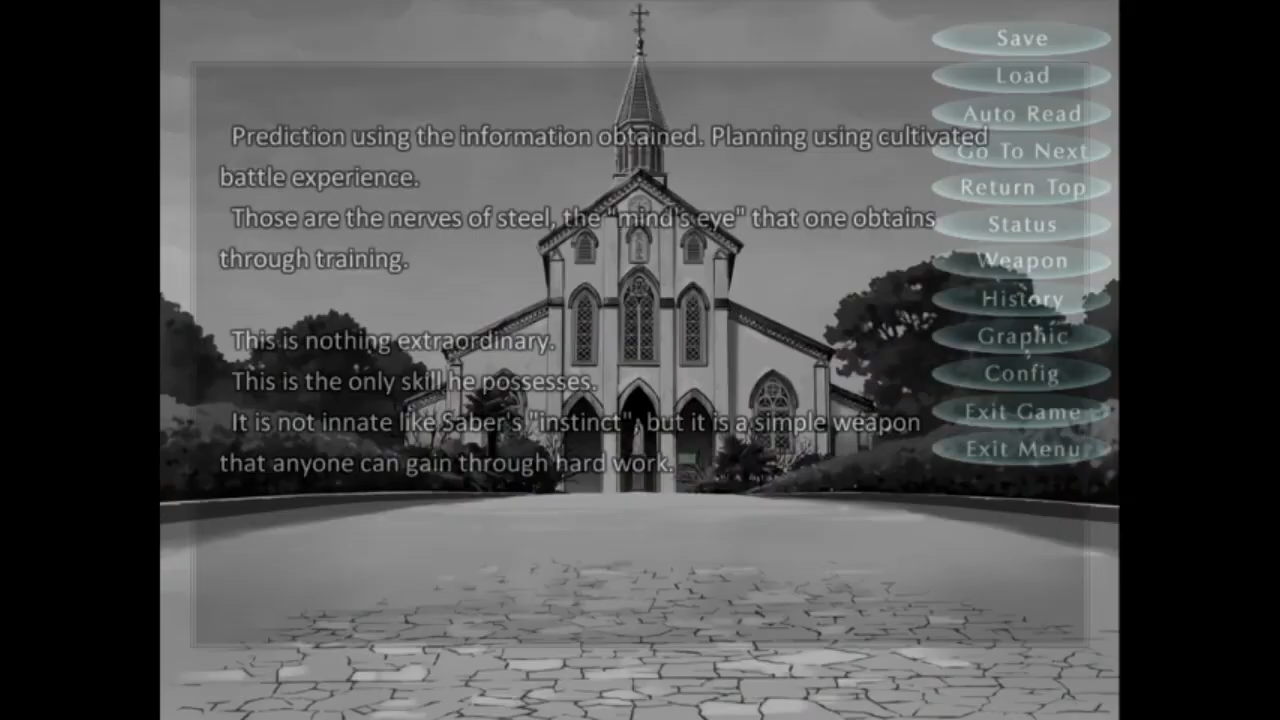 Prediction using the information obtained. Planning using cultivated
battle experience.
Those are the nerves of steel, the "mind's eye" that one obtains
through training.
This is nothing extraordinary.
This is the only skill he possesses.
It is not innate like Saber's "instinct", but it is a simple weapon
that anyone can gain through hard work.
Save
Load
Auto Read
Go To Next
Return Top
Status
Weapon
History
Graphic
Config
Exit Game
Exit Menu